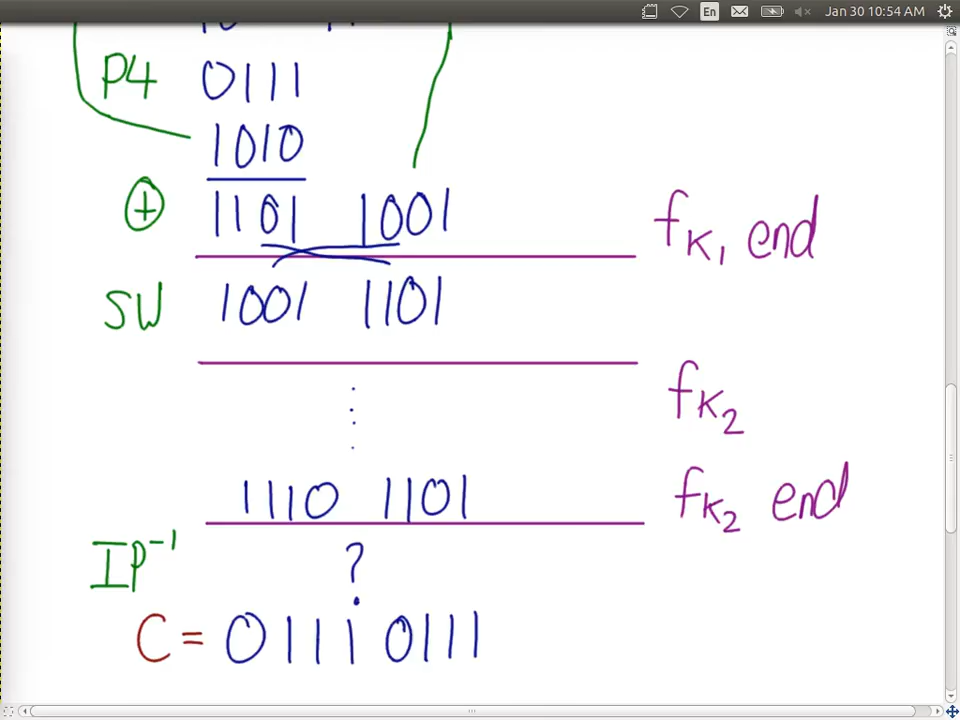 En Jan 30 10:54 AM
P4 0111
1010
⊕ 1101 1001 fK1 end
SW 1001 1101
fK2
1110 1101 fK2 end
IP⁻¹ ?
C = 0111 0111